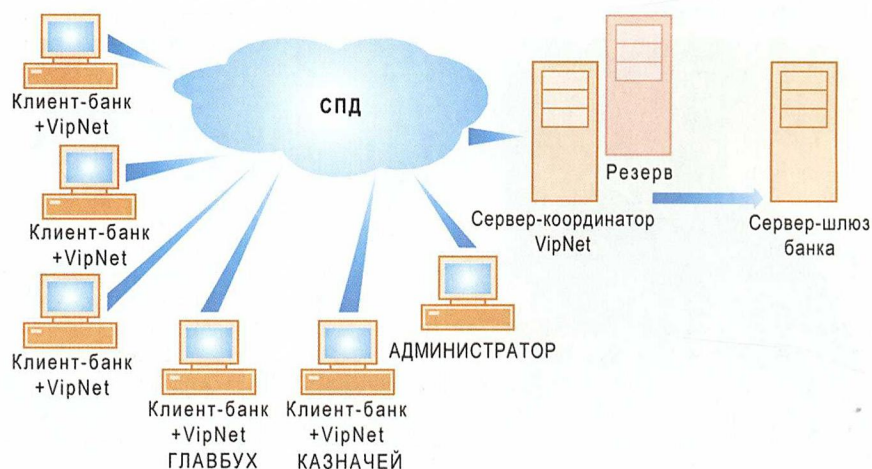 Клиент-банк
+VipNet
Клиент-банк
+VipNet
Клиент-банк
+VipNet
Клиент-банк
+VipNet
ГЛАВБУХ
Клиент-банк
+VipNet
КАЗНАЧЕЙ
АДМИНИСТРАТОР
СПД
Резерв
Сервер-координатор
VipNet
Сервер-шлюз
банка